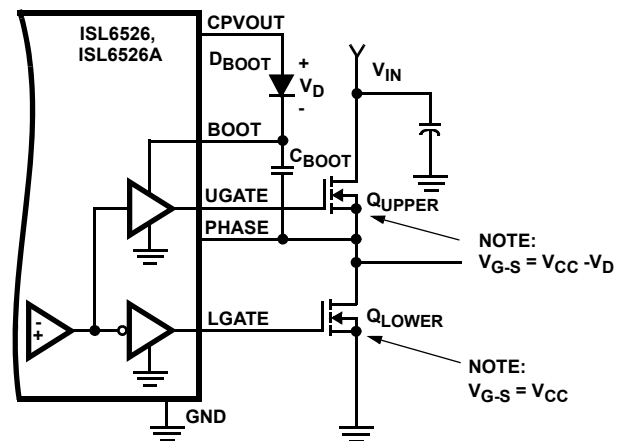 ISL6526,
ISL6526A
CPVOUT
DBOOT
+
VD
-
VIN
BOOT
CBOOT
UGATE
QUPPER
PHASE
NOTE:
VG-S = VCC -VD
-
+
LGATE
QLOWER
NOTE:
VG-S = VCC
GND